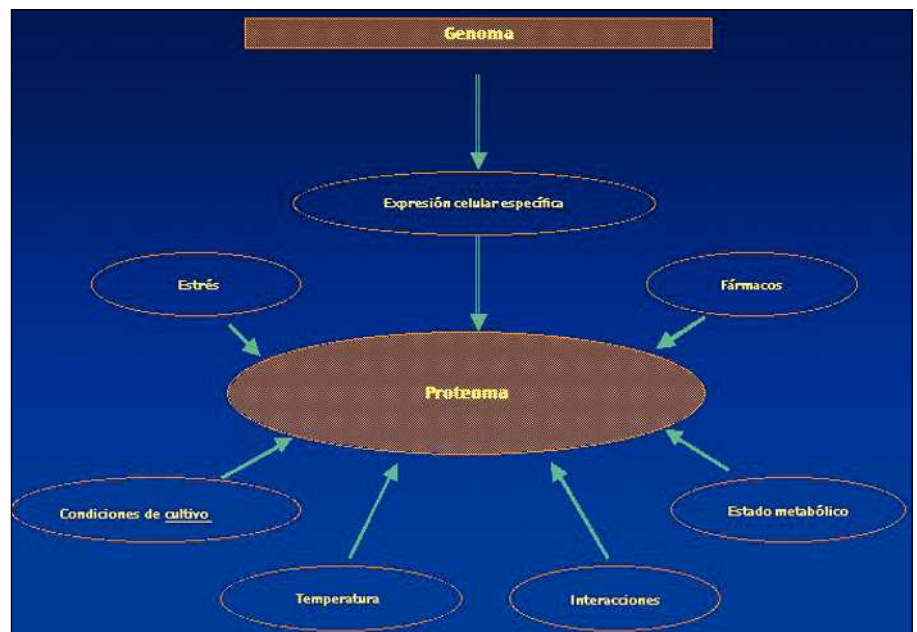 Genoma
Expresión celular específica
Estrés
Fármacos
Proteoma
Condiciones de cultivo
Estado metabólico
Temperatura
Interacciones